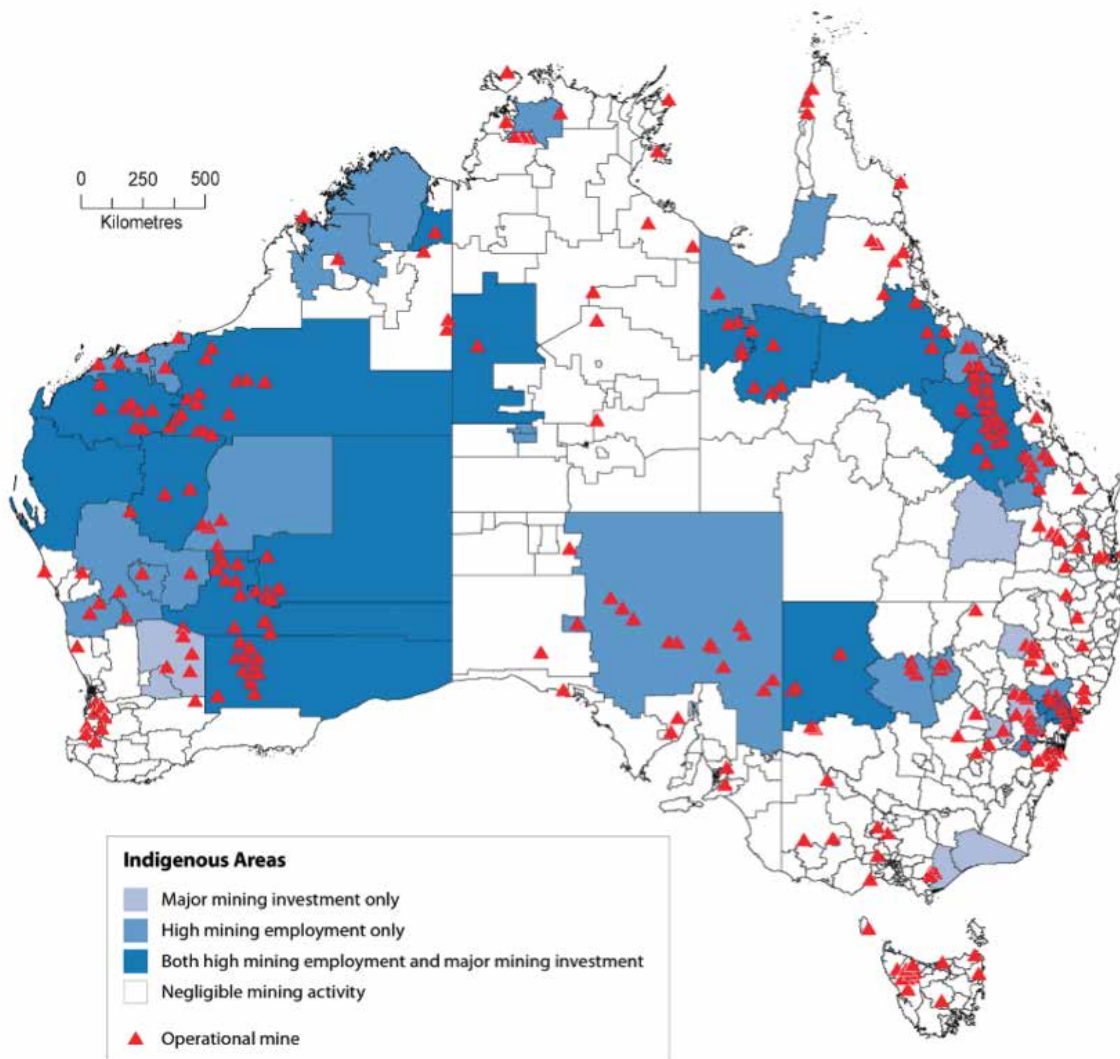 0 250 500
Kilometres
Indigenous Areas
Major mining investment only
High mining employment only
Both high mining employment and major mining investment
Negligible mining activity
Operational mine